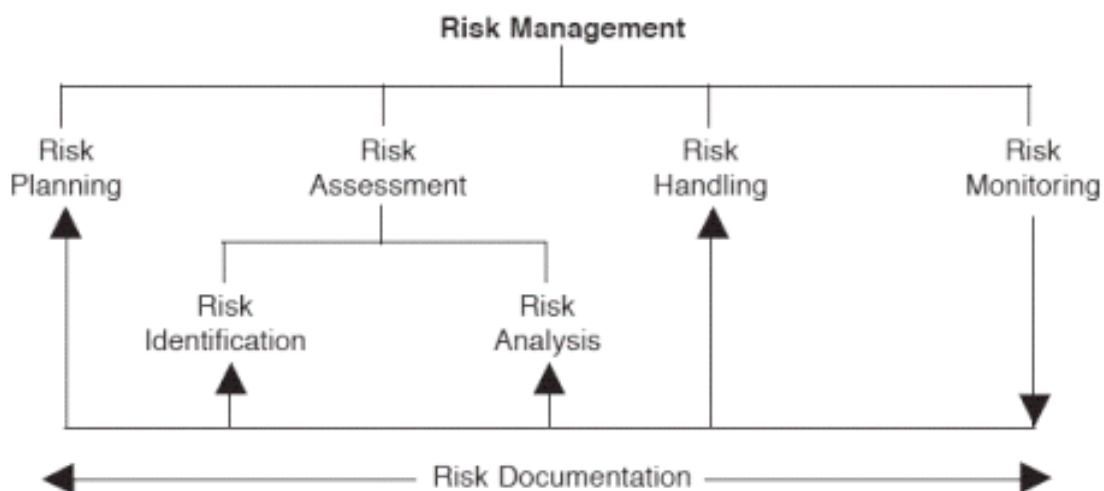 Risk Management
Risk
Planning
Risk
Assessment
Risk
Handling
Risk
Monitoring
Risk
Identification
Risk
Analysis
Risk Documentation